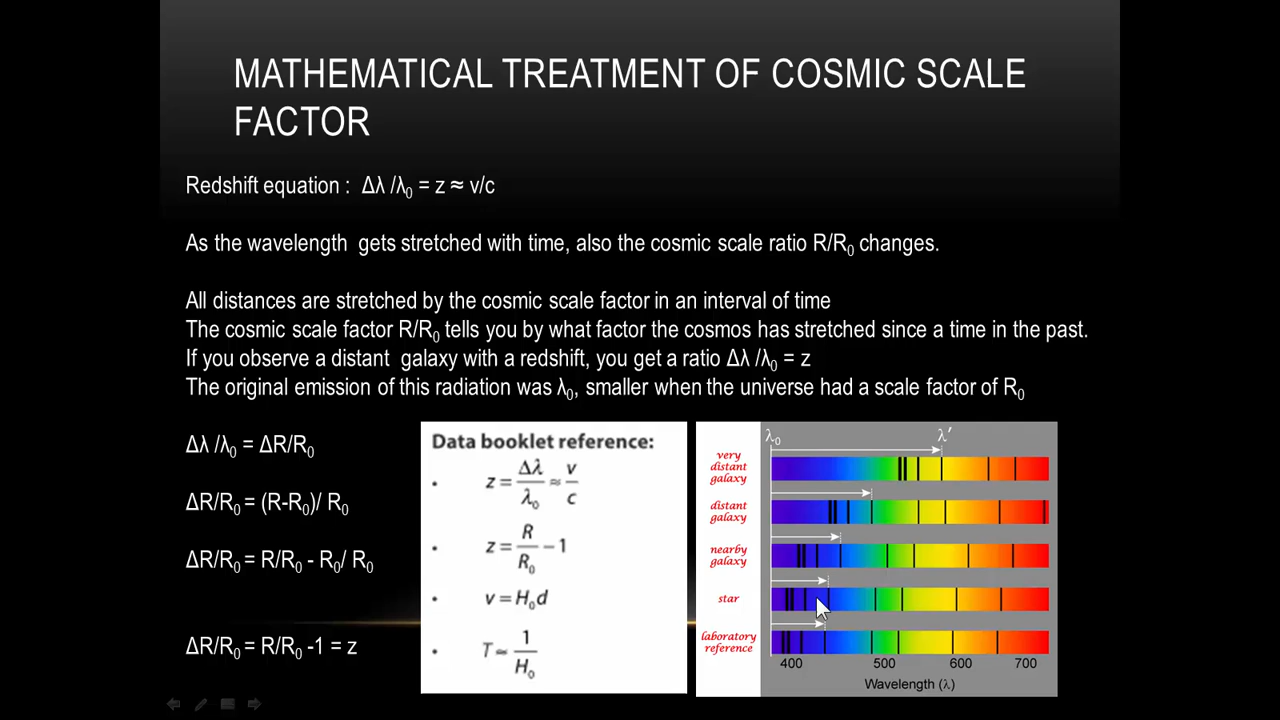 MATHEMATICAL TREATMENT OF COSMIC SCALE
FACTOR
Redshift equation : Δλ /λ₀ = z ≈ v/c
As the wavelength gets stretched with time, also the cosmic scale ratio R/R₀ changes.
All distances are stretched by the cosmic scale factor in an interval of time
The cosmic scale factor R/R₀ tells you by what factor the cosmos has stretched since a time in the past.
If you observe a distant galaxy with a redshift, you get a ratio Δλ /λ₀ = z
The original emission of this radiation was λ₀, smaller when the universe had a scale factor of R₀
Δλ /λ₀ = ΔR/R₀
ΔR/R₀ = (R-R₀)/ R₀
ΔR/R₀ = R/R₀ - R₀/ R₀
ΔR/R₀ = R/R₀ -1 = z
Data booklet reference:
• z = Δλ/λ₀ ≈ v/c
• z = R/R₀ − 1
• v = H₀d
• T ≈ 1/H₀
λ₀ λ′
very
distant
galaxy
distant
galaxy
nearby
galaxy
star
laboratory
reference
400 500 600 700
Wavelength (λ)